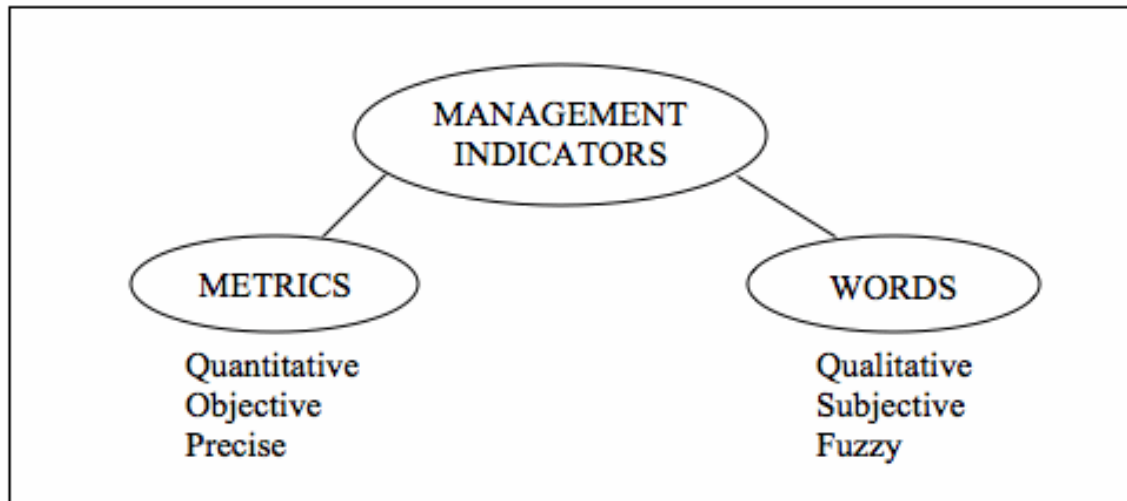 MANAGEMENT
INDICATORS
METRICS
Quantitative
Objective
Precise
WORDS
Qualitative
Subjective
Fuzzy